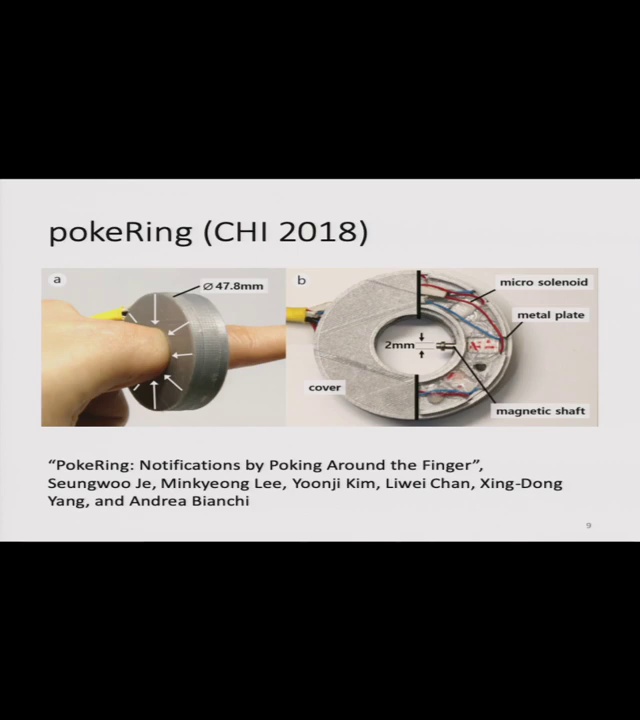 pokeRing (CHI 2018)
a
Ø 47.8mm
b
micro solenoid
metal plate
2mm
cover
magnetic shaft
“PokeRing: Notifications by Poking Around the Finger”,
Seungwoo Je, Minkyeong Lee, Yoonji Kim, Liwei Chan, Xing-Dong
Yang, and Andrea Bianchi
9